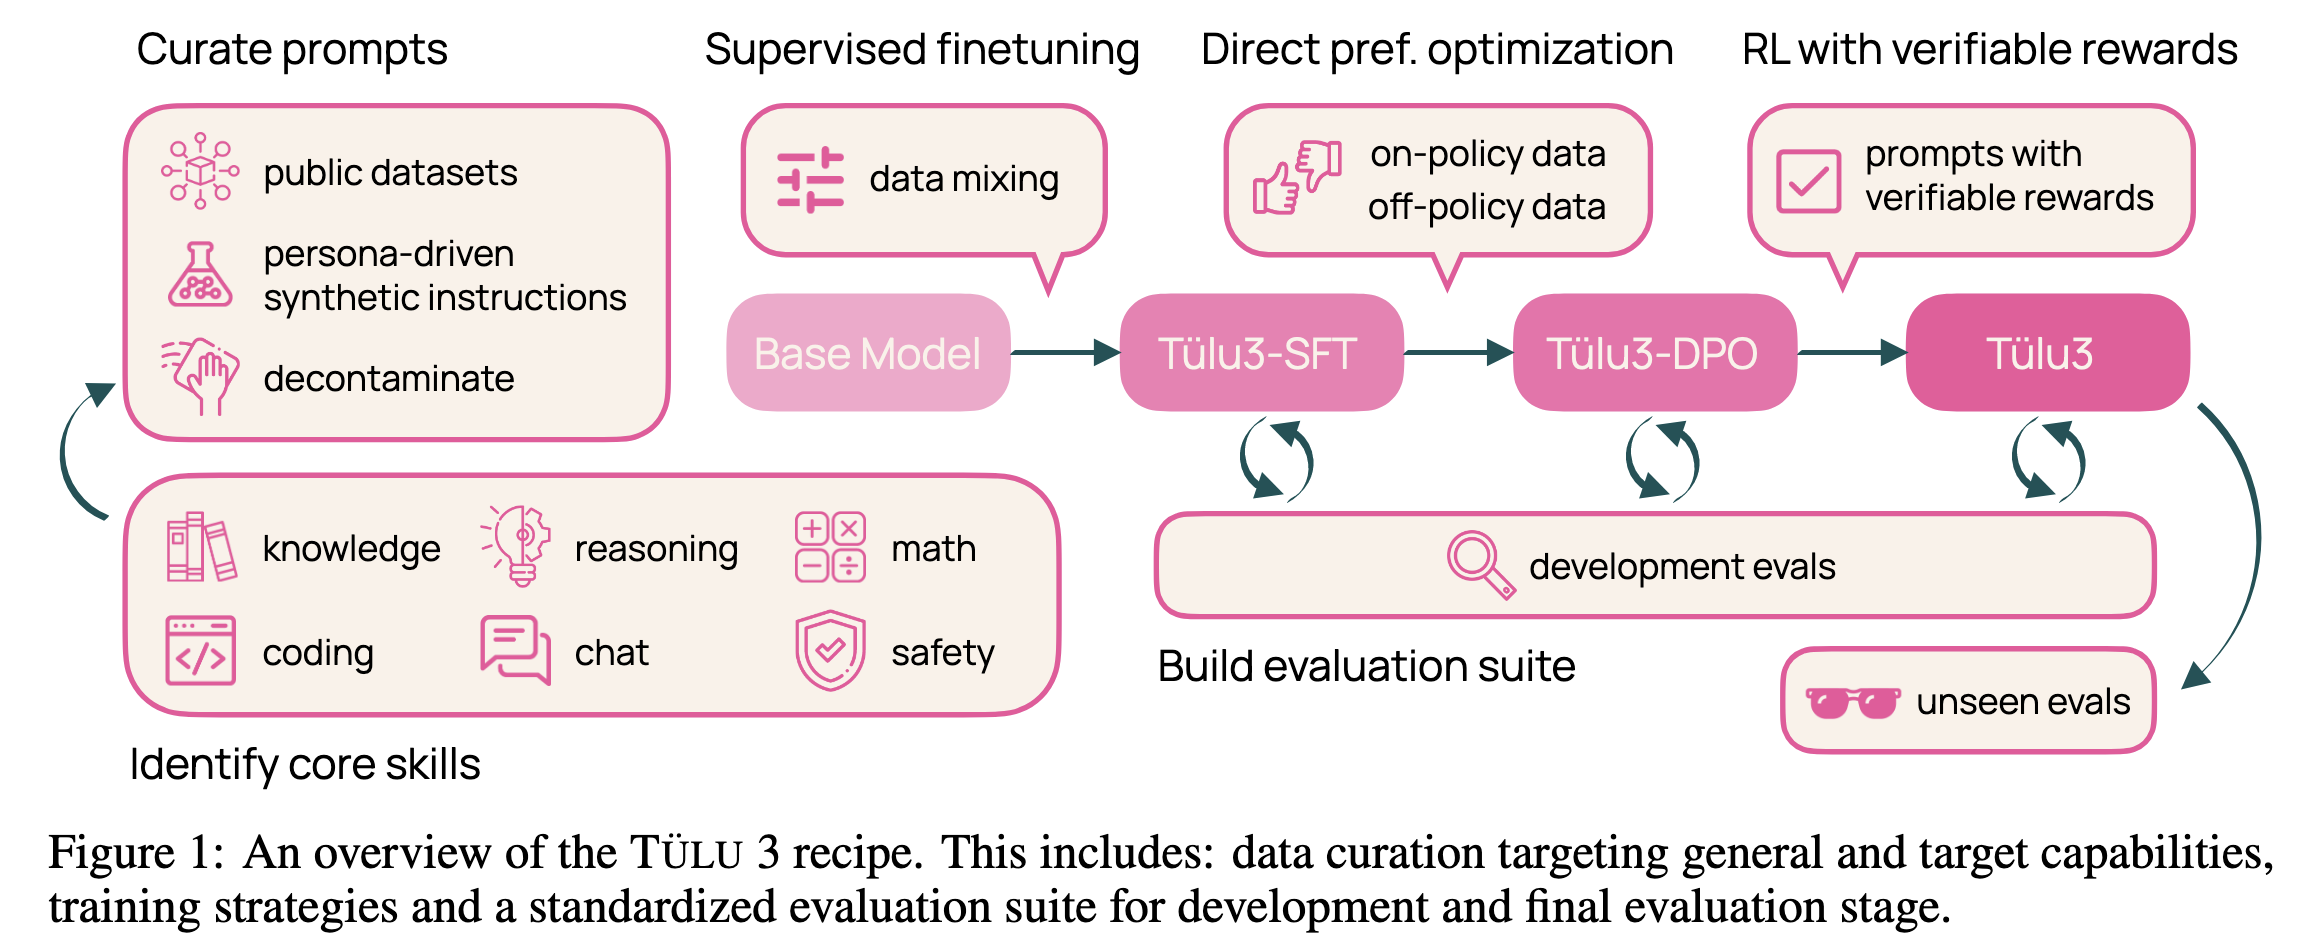 Curate prompts
public datasets
persona-driven
synthetic instructions
decontaminate
knowledge
reasoning
math
coding
chat
safety
Identify core skills
Supervised finetuning
data mixing
Direct pref. optimization
on-policy data
off-policy data
RL with verifiable rewards
prompts with
verifiable rewards
Base Model
Tülu3-SFT
Tülu3-DPO
Tülu3
development evals
Build evaluation suite
unseen evals
Figure 1: An overview of the TÜLU 3 recipe. This includes: data curation targeting general and target capabilities,
training strategies and a standardized evaluation suite for development and final evaluation stage.